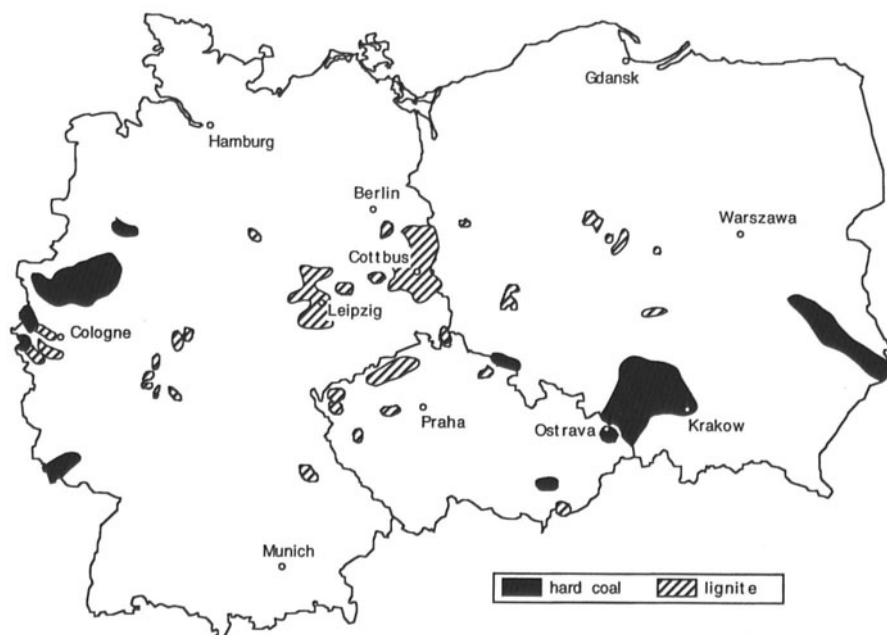 Gdansk
Hamburg
Berlin
Warszawa
Cottbus
Leipzig
Cologne
Praha
Ostrava
Krakow
Munich
hard coal
lignite